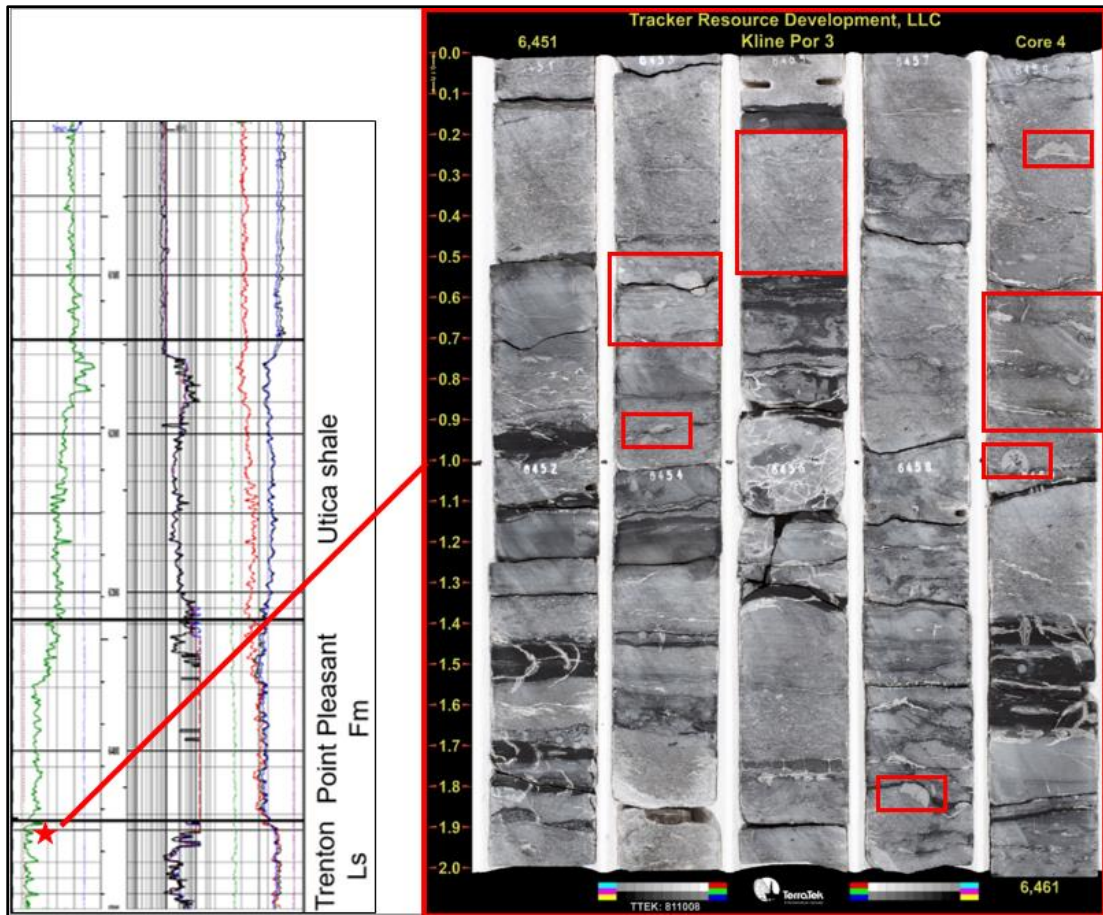 Tracker Resource Development, LLC
6,451
Kline Por 3
Core 4
0.0
0.1
0.2
0.3
0.4
0.5
0.6
0.7
0.8
0.9
1.0
1.1
1.2
1.3
1.4
1.5
1.6
1.7
1.8
1.9
2.0
6457
6452
6454
6456
6458
Utica shale
Point Pleasant
Fm
Trenton
Ls
TerraTek
TTEK: 811008
6,461